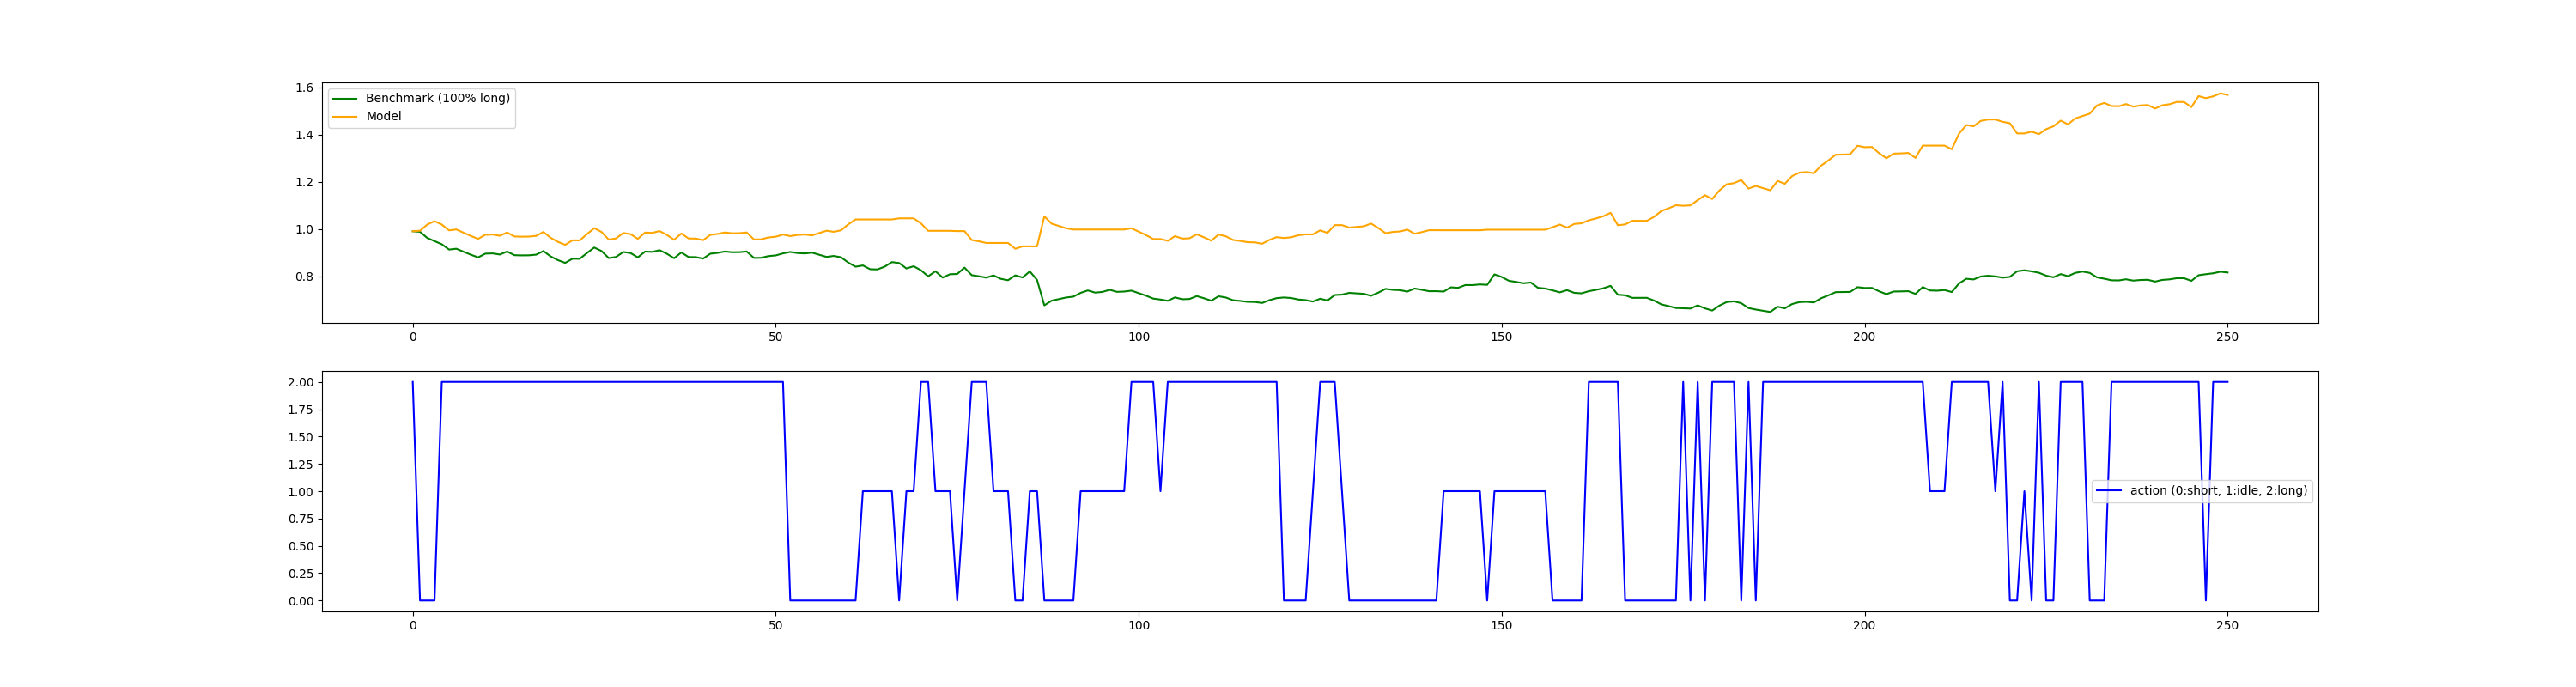 1.6
1.4
1.2
1.0
0.8
Benchmark (100% long)
Model
0 50 100 150 200 250
2.00
1.75
1.50
1.25
1.00
0.75
0.50
0.25
0.00
action (0:short, 1:idle, 2:long)
0 50 100 150 200 250